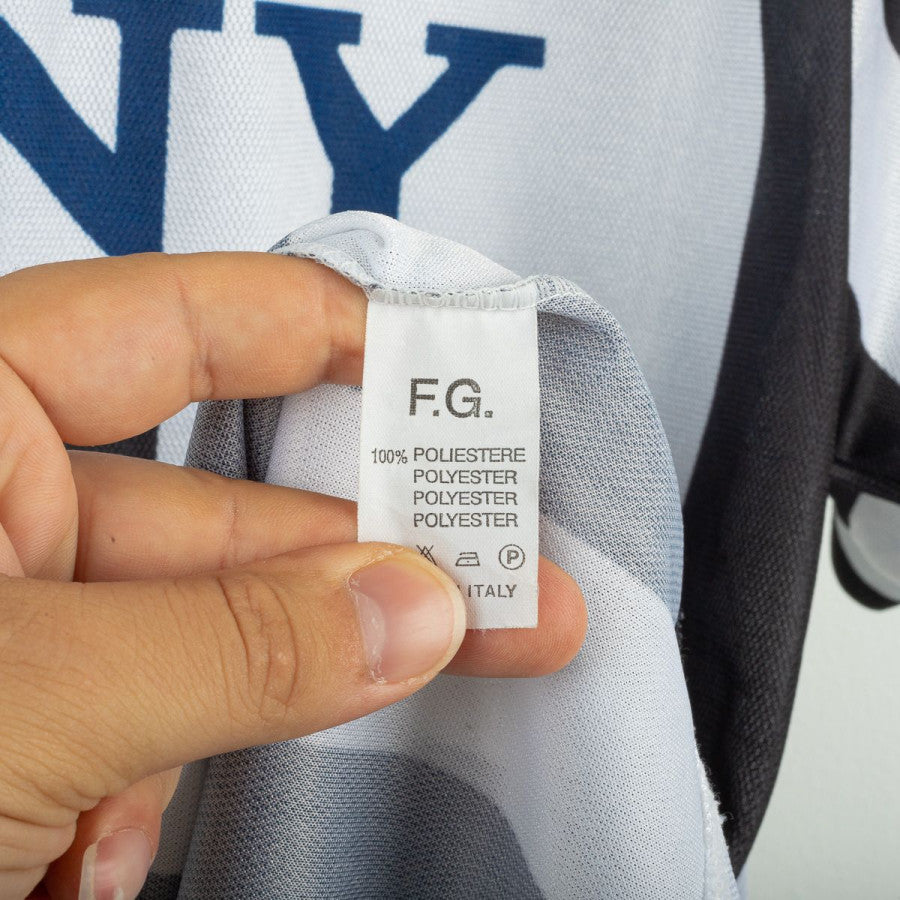 NY
F.G.
100% POLIESTERE
POLYESTER
POLYESTER
POLYESTER
P
ITALY